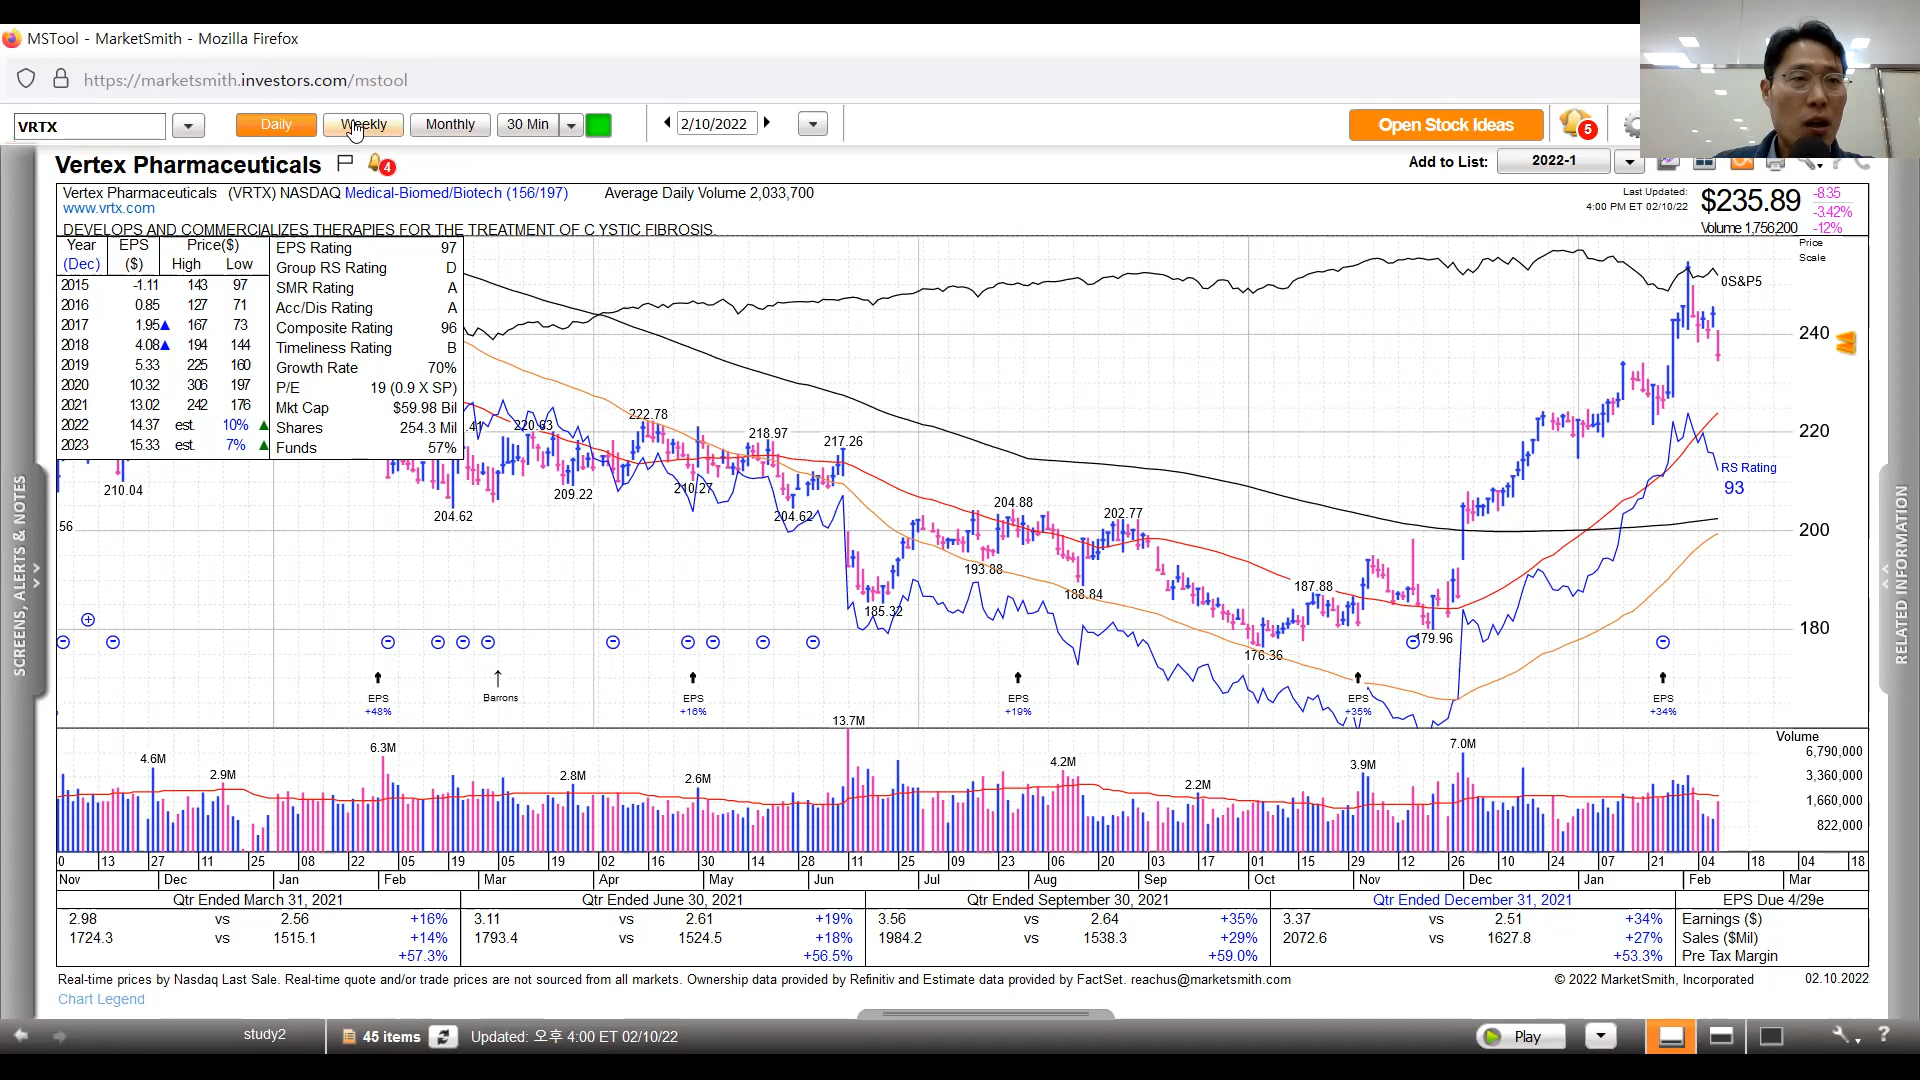 MSTool - MarketSmith - Mozilla Firefox
https://marketsmith.investors.com/mstool
VRTX
Daily
Weekly
Monthly
30 Min
2/10/2022
Open Stock Ideas
5
Vertex Pharmaceuticals
4
Add to List:
2022-1
Vertex Pharmaceuticals (VRTX) NASDAQ Medical-Biomed/Biotech (156/197) Average Daily Volume 2,033,700
www.vrtx.com
DEVELOPS AND COMMERCIALIZES THERAPIES FOR THE TREATMENT OF C YSTIC FIBROSIS.
Last Updated:
4:00 PM ET 02/10/22
$235.89
-8.35
-3.42%
Volume 1,756,200 -12%
Year EPS Price($)
(Dec) ($) High Low
2015 -1.11 143 97
2016 0.85 127 71
2017 1.95 167 73
2018 4.08 194 144
2019 5.33 225 160
2020 10.32 306 197
2021 13.02 242 176
2022 14.37 est. 10%
2023 15.33 est. 7%
EPS Rating 97
Group RS Rating D
SMR Rating A
Acc/Dis Rating A
Composite Rating 96
Timeliness Rating B
Growth Rate 70%
P/E 19 (0.9 X SP)
Mkt Cap $59.98 Bil
Shares 254.3 Mil
Funds 57%
Price
Scale
0S&P5
240
220
RS Rating
93
200
180
.41
220.63
222.78
218.97
217.26
210.04
204.62
209.22
210.27
204.62
56
204.88
202.77
193.88
188.84
187.88
185.32
179.96
176.36
EPS
+48%
Barrons
EPS
+16%
EPS
+19%
EPS
+35%
EPS
+34%
13.7M
Volume
4.6M
2.9M
6.3M
2.8M
2.6M
4.2M
2.2M
3.9M
7.0M
6,790,000
3,360,000
1,660,000
822,000
0 13 27 11 25 08 22 05 19 05 19 02 16 30 14 28 11 25 09 23 06 20 03 17 01 15 29 12 26 10 24 07 21 04 18 04 18
Nov Dec Jan Feb Mar Apr May Jun Jul Aug Sep Oct Nov Dec Jan Feb Mar
Qtr Ended March 31, 2021 Qtr Ended June 30, 2021 Qtr Ended September 30, 2021 Qtr Ended December 31, 2021 EPS Due 4/29e
2.98 vs 2.56 +16% 3.11 vs 2.61 +19% 3.56 vs 2.64 +35% 3.37 vs 2.51 +34% Earnings ($)
1724.3 vs 1515.1 +14% 1793.4 vs 1524.5 +18% 1984.2 vs 1538.3 +29% 2072.6 vs 1627.8 +27% Sales ($Mil)
+57.3% +56.5% +59.0% +53.3% Pre Tax Margin
Real-time prices by Nasdaq Last Sale. Real-time quote and/or trade prices are not sourced from all markets. Ownership data provided by Refinitiv and Estimate data provided by FactSet. reachus@marketsmith.com © 2022 MarketSmith, Incorporated 02.10.2022
Chart Legend
SCREENS, ALERTS & NOTES
RELATED INFORMATION
study2
45 items
Updated: 오후 4:00 ET 02/10/22
Play
?